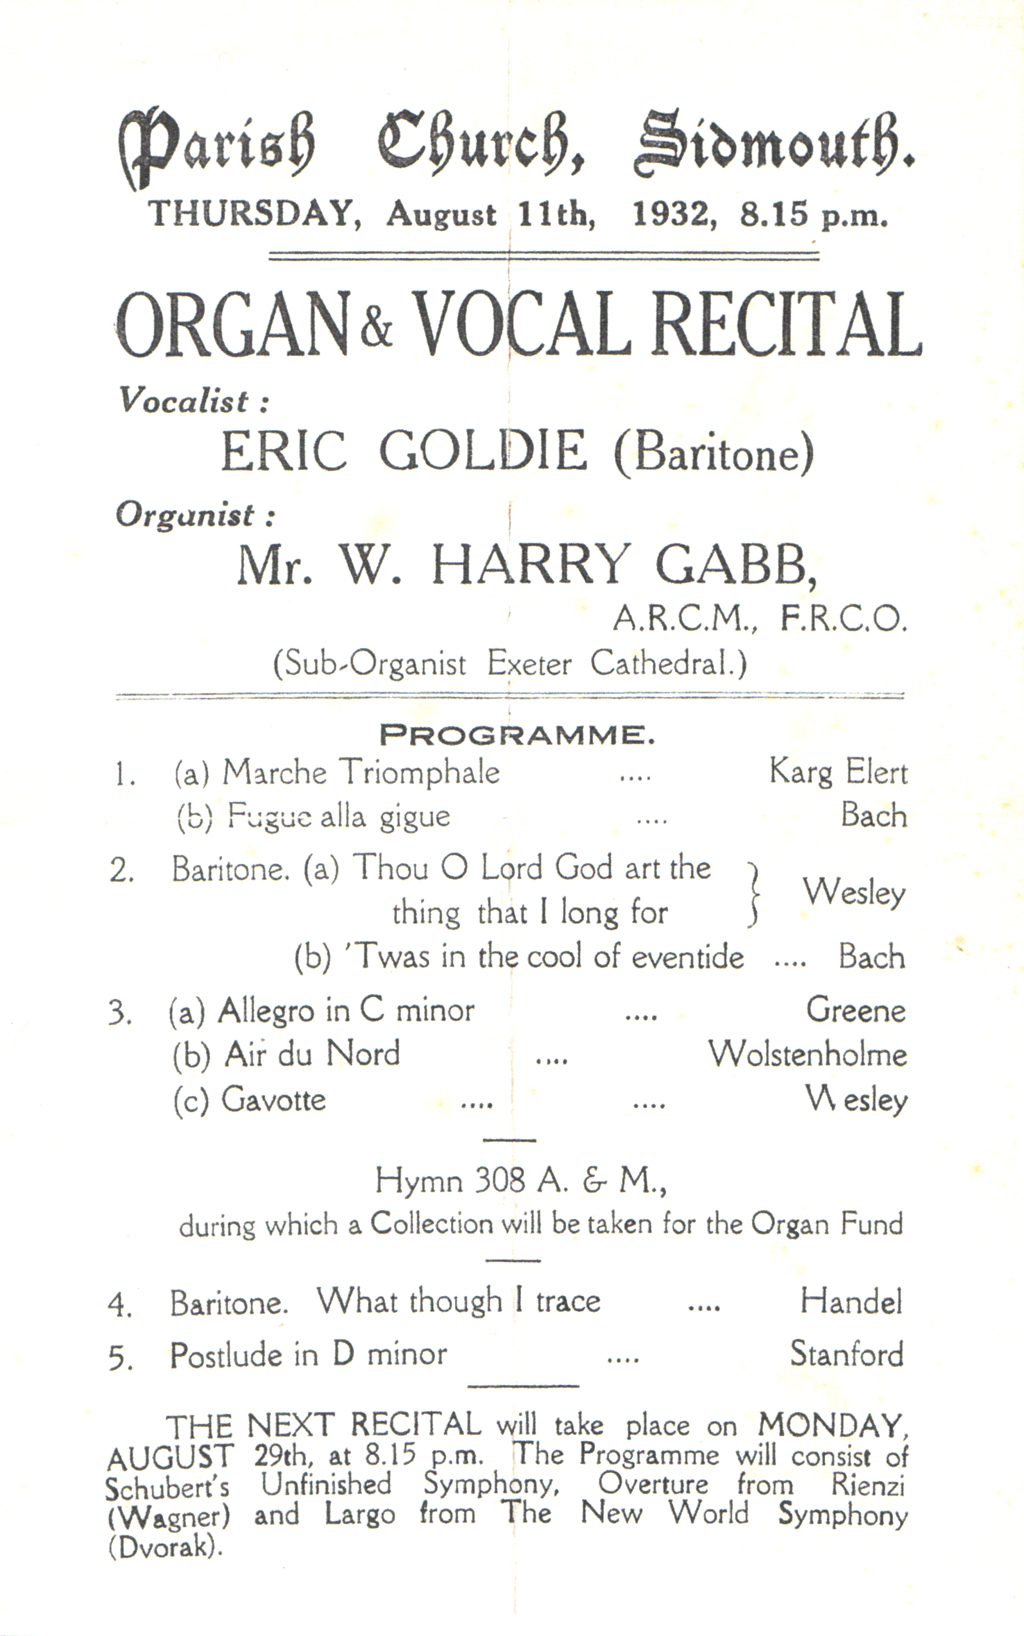 Parish Church, Sidmouth.
THURSDAY, August 11th, 1932, 8.15 p.m.
ORGAN & VOCAL RECITAL
Vocalist :
ERIC GOLDIE (Baritone)
Organist :
Mr. W. HARRY GABB,
A.R.C.M., F.R.C.O.
(Sub-Organist Exeter Cathedral.)
PROGRAMME.
1. (a) Marche Triomphale .... Karg Elert
(b) Fugue alla gigue .... Bach
2. Baritone. (a) Thou O Lord God art the
thing that I long for } Wesley
(b) 'Twas in the cool of eventide .... Bach
3. (a) Allegro in C minor .... Greene
(b) Air du Nord .... Wolstenholme
(c) Gavotte .... .... Wesley
Hymn 308 A. & M.,
during which a Collection will be taken for the Organ Fund
4. Baritone. What though I trace .... Handel
5. Postlude in D minor .... Stanford
THE NEXT RECITAL will take place on MONDAY,
AUGUST 29th, at 8.15 p.m. The Programme will consist of
Schubert's Unfinished Symphony, Overture from Rienzi
(Wagner) and Largo from The New World Symphony
(Dvorak).